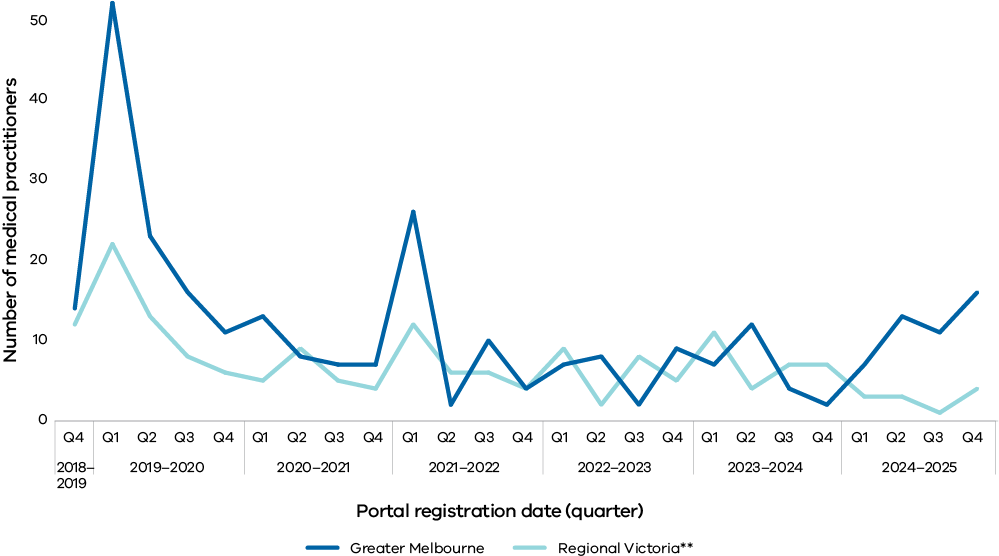 Number of medical practitioners
50
40
30
20
10
0
Q4 Q1 Q2 Q3 Q4 Q1 Q2 Q3 Q4 Q1 Q2 Q3 Q4 Q1 Q2 Q3 Q4 Q1 Q2 Q3 Q4 Q1 Q2 Q3 Q4
2018–
2019
2019–2020 2020–2021 2021–2022 2022–2023 2023–2024 2024–2025
Portal registration date (quarter)
Greater Melbourne Regional Victoria**